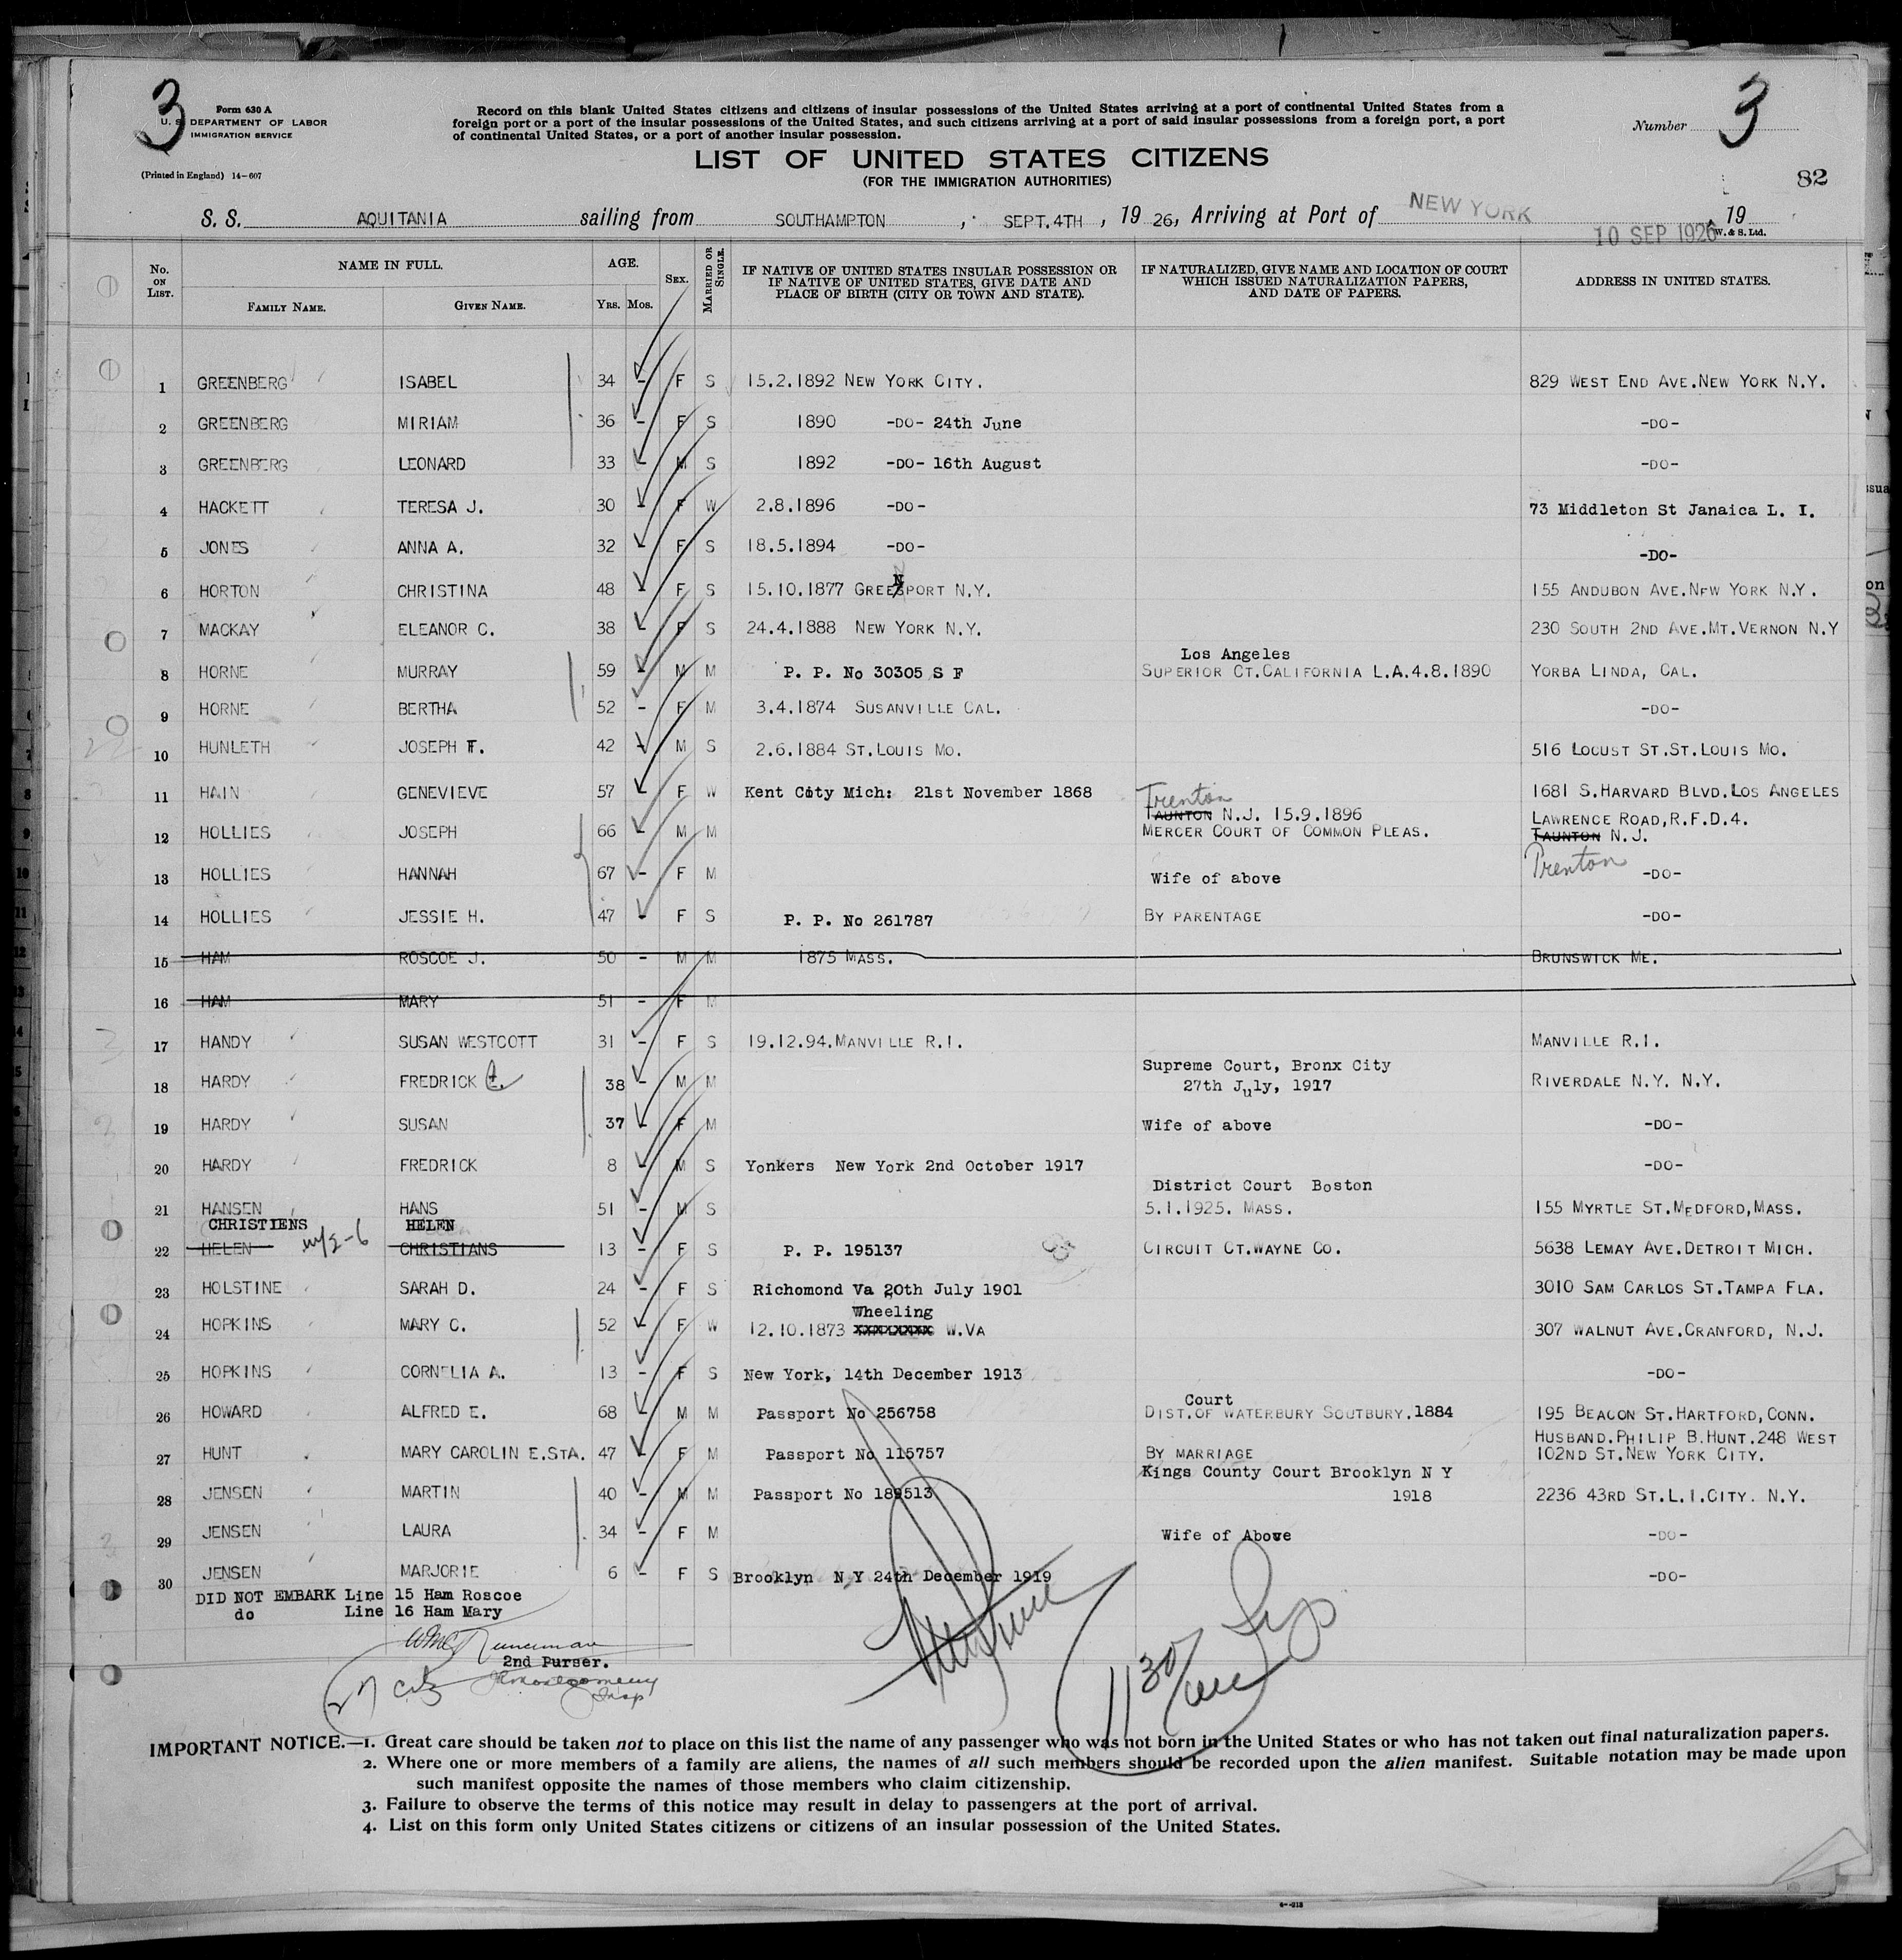 3
Form 630 A
U. S. DEPARTMENT OF LABOR
IMMIGRATION SERVICE
(Printed in England) 14-607
Record on this blank United States citizens and citizens of insular possessions of the United States arriving at a port of continental United States from a
foreign port or a port of the insular possessions of the United States, and such citizens arriving at a port of said insular possessions from a foreign port, a port
of continental United States, or a port of another insular possession.
LIST OF UNITED STATES CITIZENS
(FOR THE IMMIGRATION AUTHORITIES)
Number 3
82
S. S. AQUITANIA sailing from SOUTHAMPTON, SEPT. 4TH, 19 26, Arriving at Port of NEW YORK 19
10 SEP 1926
W. & S. Ltd.
No. ON LIST. NAME IN FULL. FAMILY NAME. GIVEN NAME. AGE. YRS. MOS. SEX. MARRIED OR SINGLE. IF NATIVE OF UNITED STATES INSULAR POSSESSION OR IF NATIVE OF UNITED STATES, GIVE DATE AND PLACE OF BIRTH (CITY OR TOWN AND STATE). IF NATURALIZED, GIVE NAME AND LOCATION OF COURT WHICH ISSUED NATURALIZATION PAPERS, AND DATE OF PAPERS. ADDRESS IN UNITED STATES.
1 GREENBERG ISABEL 34 - F S 15.2.1892 NEW YORK CITY. 829 WEST END AVE.NEW YORK N.Y.
2 GREENBERG MIRIAM 36 - F S 1890 -DO- 24th June -DO-
3 GREENBERG LEONARD 33 - M S 1892 -DO- 16th August -DO-
4 HACKETT TERESA J. 30 - F W 2.8.1896 -DO- 73 Middleton St Janaica L. I.
5 JONES ANNA A. 32 - F S 18.5.1894 -DO- -DO-
6 HORTON CHRISTINA 48 - F S 15.10.1877 GREENPORT N.Y. 155 ANDUBON AVE.NEW YORK N.Y.
7 MACKAY ELEANOR C. 38 - F S 24.4.1888 NEW YORK N.Y. 230 SOUTH 2ND AVE.MT.VERNON N.Y
Los Angeles
8 HORNE MURRAY 59 - M M P. P. No 30305 S F SUPERIOR CT.CALIFORNIA L.A.4.8.1890 YORBA LINDA, CAL.
9 HORNE BERTHA 52 - F M 3.4.1874 SUSANVILLE CAL. -DO-
10 HUNLETH JOSEPH F. 42 - M S 2.6.1884 ST.LOUIS MO. 516 LOCUST ST.ST.LOUIS MO.
11 HAIN GENEVIEVE 57 - F W Kent City Mich: 21st November 1868 1681 S.HARVARD BLVD.LOS ANGELES
Trenton
TAUNTON N.J. 15.9.1896 LAWRENCE ROAD,R.F.D.4.
12 HOLLIES JOSEPH 66 - M M MERCER COURT OF COMMON PLEAS. TAUNTON N.J.
Trenton
13 HOLLIES HANNAH 67 - F M Wife of above -DO-
14 HOLLIES JESSIE H. 47 - F S P. P. No 261787 BY PARENTAGE -DO-
15 HAM ROSCOE J. 50 - M M 1875 MASS. BRUNSWICK ME.
16 HAM MARY 51 - F M
17 HANDY SUSAN WESTCOTT 31 - F S 19.12.94.MANVILLE R.I. MANVILLE R.I.
Supreme Court, Bronx City
18 HARDY FREDRICK 38 - M M 27th July, 1917 RIVERDALE N.Y. N.Y.
19 HARDY SUSAN 37 - F M Wife of above -DO-
20 HARDY FREDRICK 8 - M S Yonkers New York 2nd October 1917 -DO-
District Court Boston
21 HANSEN HANS 51 - M S 5.1.1925. MASS. 155 MYRTLE ST.MEDFORD,MASS.
CHRISTIENS HELEN
22 HELEN CHRISTIANS 13 - F S P. P. 195137 CIRCUIT CT.WAYNE CO. 5638 LEMAY AVE.DETROIT MICH.
23 HOLSTINE SARAH D. 24 - F S Richomond Va 20th July 1901 3010 SAM CARLOS ST.TAMPA FLA.
Wheeling
24 HOPKINS MARY C. 52 - F W 12.10.1873 xxxxxxxx W.VA 307 WALNUT AVE.CRANFORD, N.J.
25 HOPKINS CORNELIA A. 13 - F S New York, 14th December 1913 -DO-
Court
26 HOWARD ALFRED E. 68 - M M Passport No 256758 DIST.OF WATERBURY SOUTBURY.1884 195 BEACON ST.HARTFORD,CONN.
HUSBAND.PHILIP B.HUNT.248 WEST
27 HUNT MARY CAROLIN E.STA. 47 - F M Passport No 115757 BY MARRIAGE 102ND ST.NEW YORK CITY.
Kings County Court Brooklyn N Y
28 JENSEN MARTIN 40 - M M Passport No 189513 1918 2236 43RD ST.L.I.CITY. N.Y.
29 JENSEN LAURA 34 - F M Wife of Above -DO-
30 JENSEN MARJORIE 6 - F S Brooklyn N Y 24th December 1919 -DO-
DID NOT EMBARK Line 15 Ham Roscoe
do Line 16 Ham Mary
2nd Purser.
27 cits
Insp
1130
IMPORTANT NOTICE.—1. Great care should be taken not to place on this list the name of any passenger who was not born in the United States or who has not taken out final naturalization papers.
2. Where one or more members of a family are aliens, the names of all such members should be recorded upon the alien manifest. Suitable notation may be made upon
such manifest opposite the names of those members who claim citizenship.
3. Failure to observe the terms of this notice may result in delay to passengers at the port of arrival.
4. List on this form only United States citizens or citizens of an insular possession of the United States.